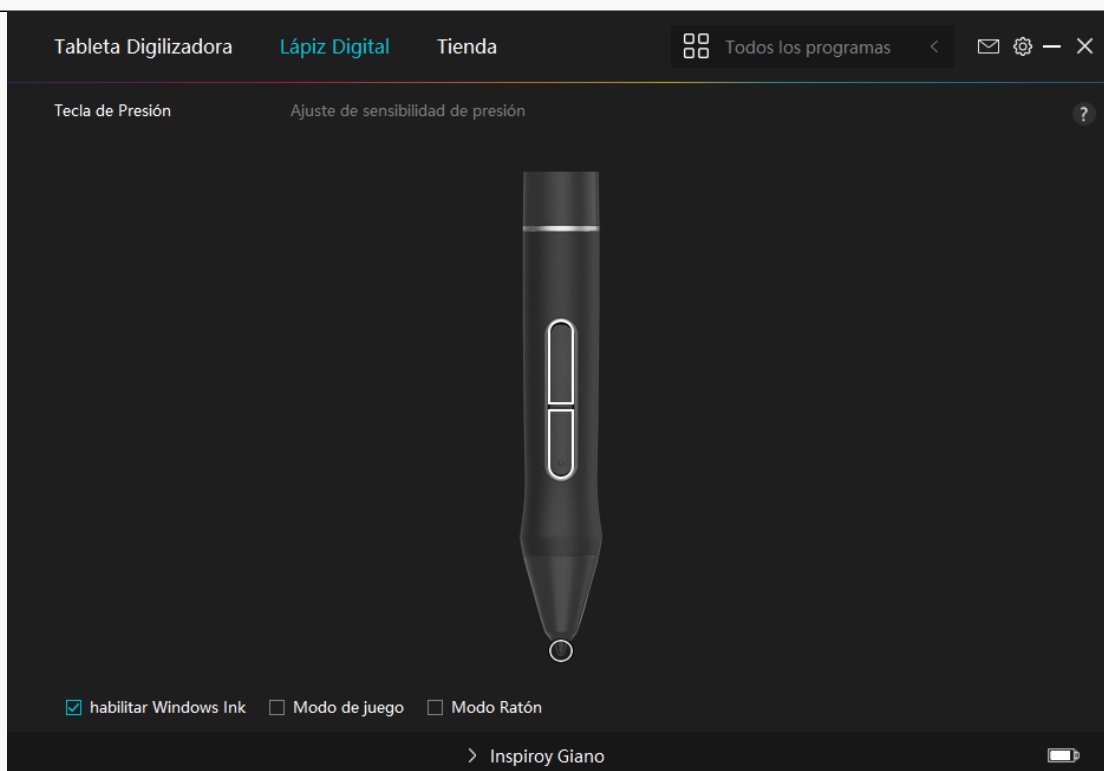 Tableta Digilizadora Lápiz Digital Tienda Todos los programas
Tecla de Presión Ajuste de sensibilidad de presión ?
habilitar Windows Ink Modo de juego Modo Ratón
Inspiroy Giano